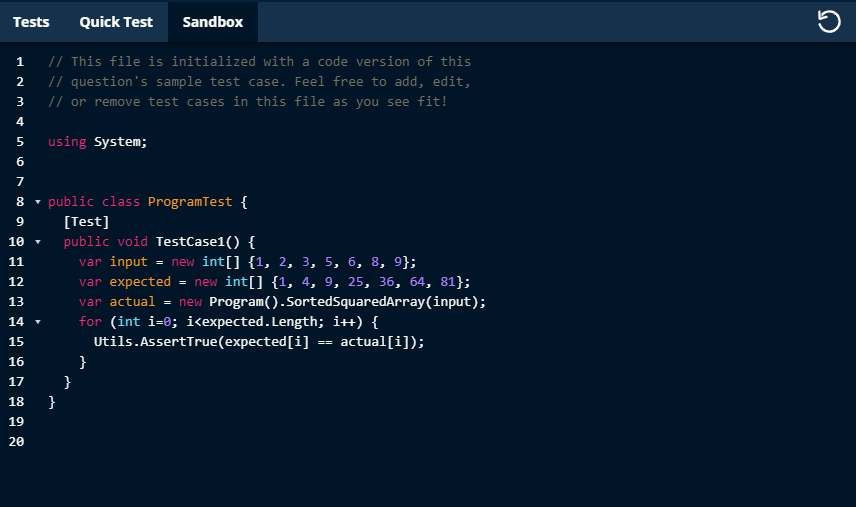 Tests Quick Test Sandbox
1 // This file is initialized with a code version of this
2 // question's sample test case. Feel free to add, edit,
3 // or remove test cases in this file as you see fit!
4
5 using System;
6
7
8 public class ProgramTest {
9   [Test]
10   public void TestCase1() {
11     var input = new int[] {1, 2, 3, 5, 6, 8, 9};
12     var expected = new int[] {1, 4, 9, 25, 36, 64, 81};
13     var actual = new Program().SortedSquaredArray(input);
14     for (int i=0; i<expected.Length; i++) {
15       Utils.AssertTrue(expected[i] == actual[i]);
16     }
17   }
18 }
19
20